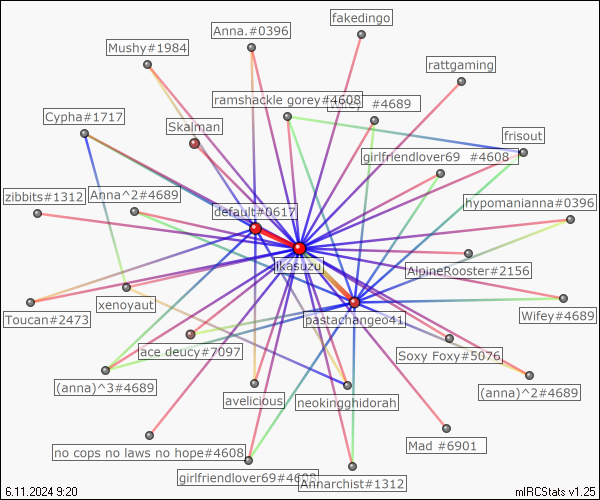 fakedingo
Anna.#0396
Mushy#1984
rattgaming
ramshackle gorey#4608
#4689
Cypha#1717
Skalman
frisout
girlfriendlover69 #4608
zibbits#1312
Anna^2#4689
hypomanianna#0396
default#0617
ikasuzu
AlpineRooster#2156
xenoyaut
Toucan#2473
pastachangeo41
Wifey#4689
ace deucy#7097
Soxy Foxy#5076
(anna)^3#4689
(anna)^2#4689
avelicious
neokingghidorah
no cops no laws no hope#4608
Mad #6901
girlfriendlover69#4608
Annarchist#1312
6.11.2024 9:20
mIRCStats v1.25